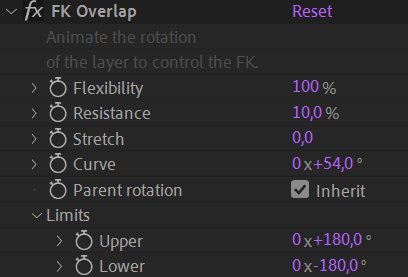 fx FK Overlap Reset
Animate the rotation
of the layer to control the FK.
Flexibility 100 %
Resistance 10,0 %
Stretch 0,0
Curve 0 x+54,0 °
Parent rotation Inherit
Limits
Upper 0 x+180,0 °
Lower 0 x-180,0 °